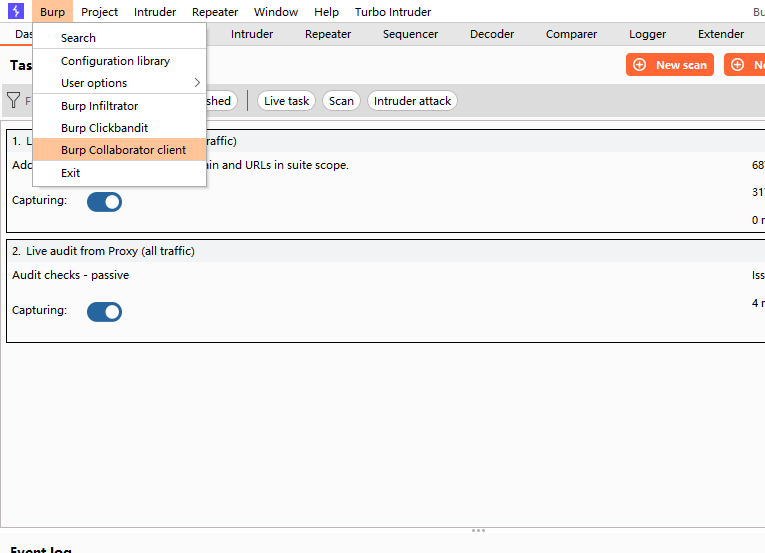 Burp Project Intruder Repeater Window Help Turbo Intruder Bu
Das Intruder Repeater Sequencer Decoder Comparer Logger Extender
Search
Tas New scan Ne
Configuration library
User options
F shed Live task Scan Intruder attack
Burp Infiltrator
Burp Clickbandit
1. L raffic)
Burp Collaborator client
Add ain and URLs in suite scope. 687
Exit
317
Capturing:
0 r
2. Live audit from Proxy (all traffic)
Audit checks - passive Iss
Capturing: 4 r
Event log